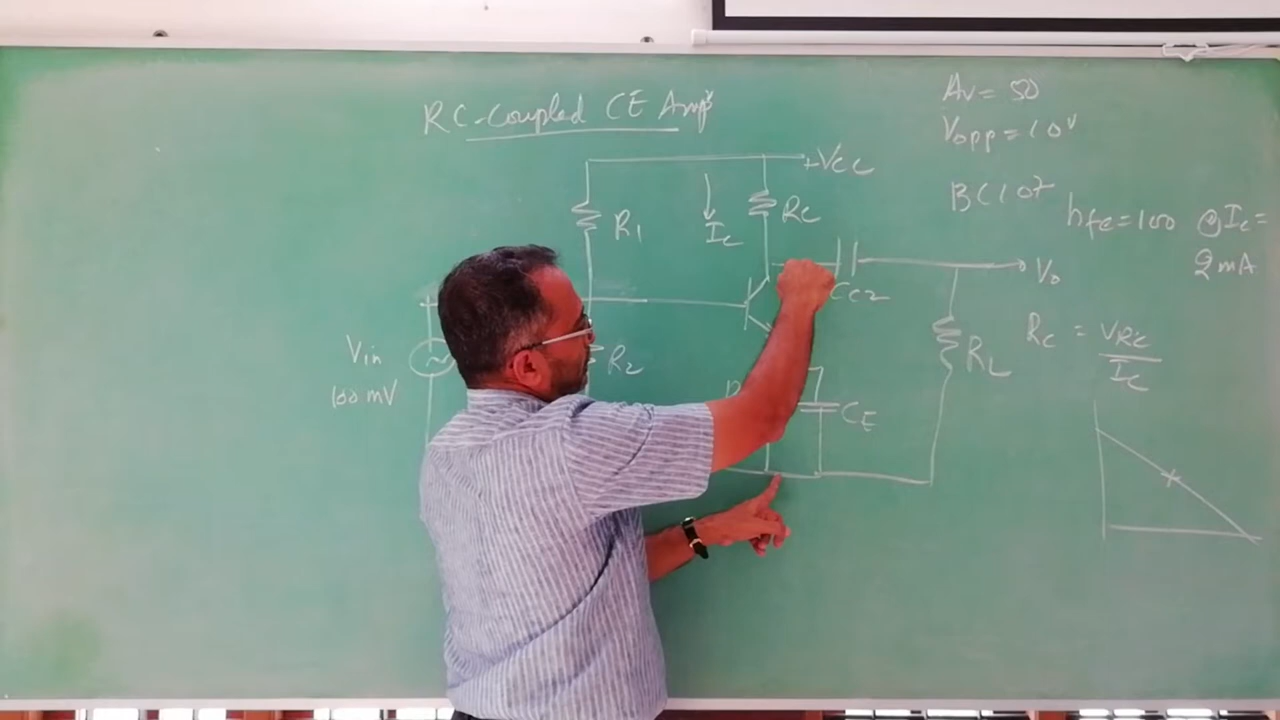 RC-Coupled CE Ampr
Av = 50
Vopp = 10V
+VCC
BC107
hfe = 100 @ Ic = 2mA
R1
Ic
RC
CC2
Vo
Vin
100 mV
R2
RL
CE
RC = VRC / IC